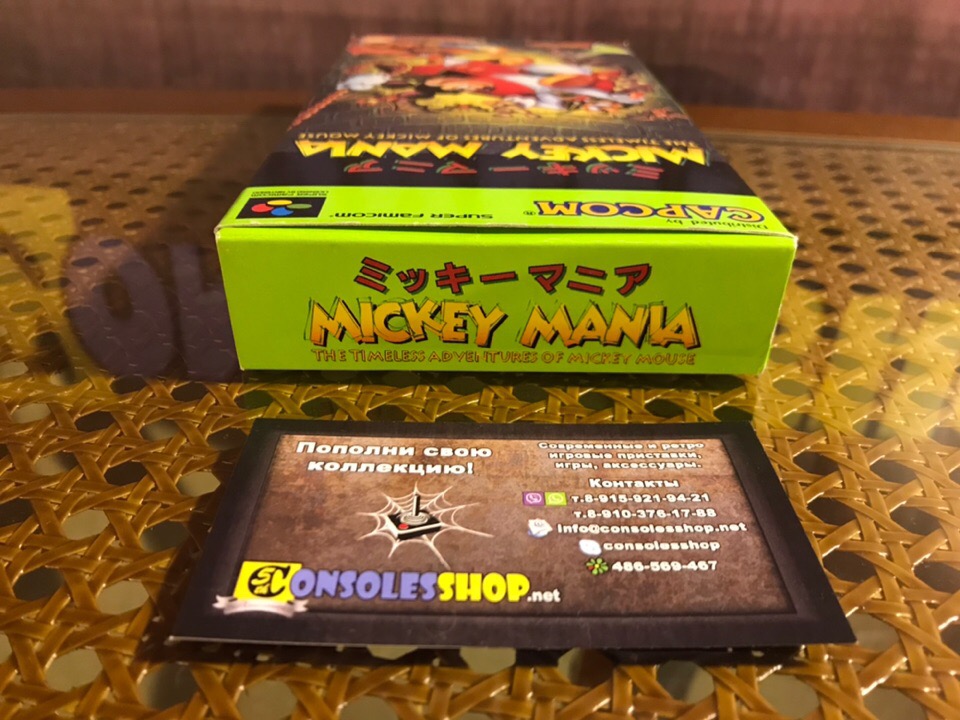 ミッキーマニア
MICKEY MANIA
THE TIMELESS ADVENTURES OF MICKEY MOUSE
Distributed by
CAPCOM®
SUPER FAMICOM
ミッキーマニア
MICKEY MANIA
THE TIMELESS ADVENTURES OF MICKEY MOUSE
Пополни свою
коллекцию!
CONSOLESSHOP.net
Современные и ретро
игровые приставки,
игры, аксессуары.
Контакты
т.8-915-921-94-21
т.8-910-376-17-88
info@consolesshop.net
consolesshop
486-569-467